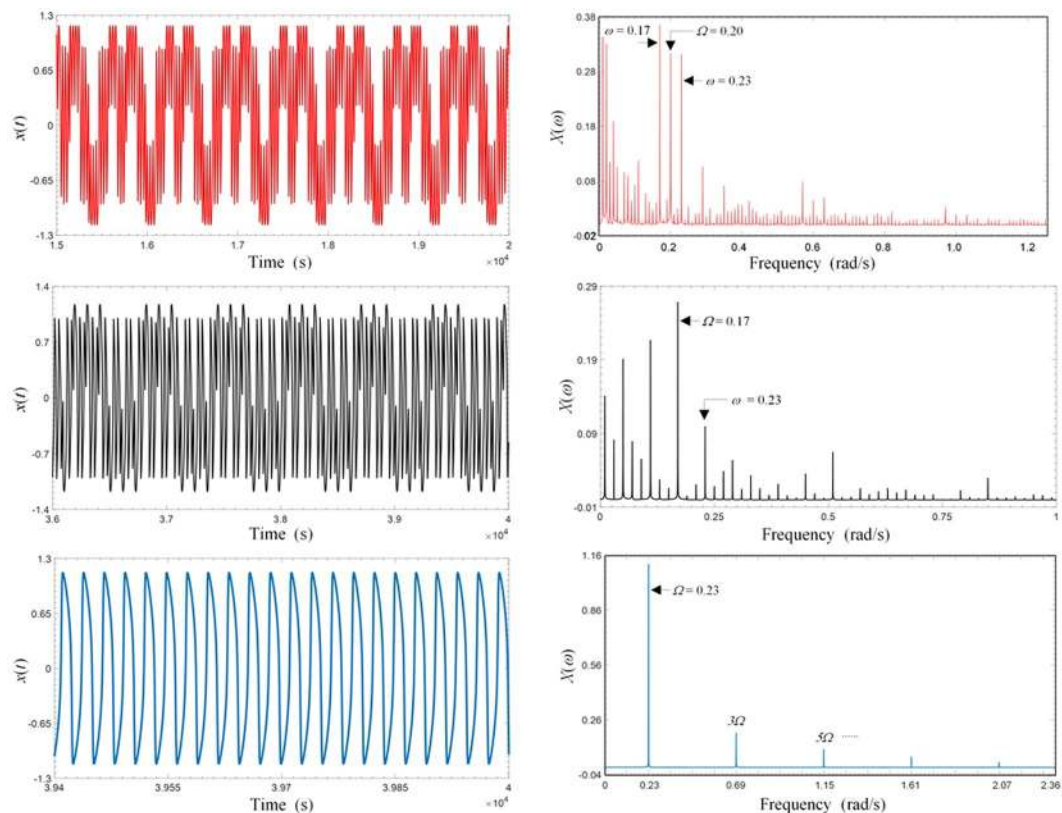 1.3
0.65
0
-0.65
-1.3
x(t)
1.5 1.6 1.7 1.8 1.9 2
×10⁴
Time (s)
0.38
0.28
0.18
0.08
-0.02
X(ω)
ω = 0.17
Ω = 0.20
ω = 0.23
0 0.2 0.4 0.6 0.8 1.0 1.2
Frequency (rad/s)
1.4
0.7
0
-0.7
-1.4
x(t)
3.6 3.7 3.8 3.9 4
×10⁴
Time (s)
0.29
0.19
0.09
-0.01
X(ω)
Ω = 0.17
ω = 0.23
0 0.25 0.5 0.75 1
Frequency (rad/s)
1.3
0.65
0
-0.65
-1.3
x(t)
3.94 3.955 3.97 3.985 4
×10⁴
Time (s)
1.16
0.86
0.56
0.26
-0.04
X(ω)
Ω = 0.23
3Ω
5Ω ......
0 0.23 0.69 1.15 1.61 2.07 2.36
Frequency (rad/s)